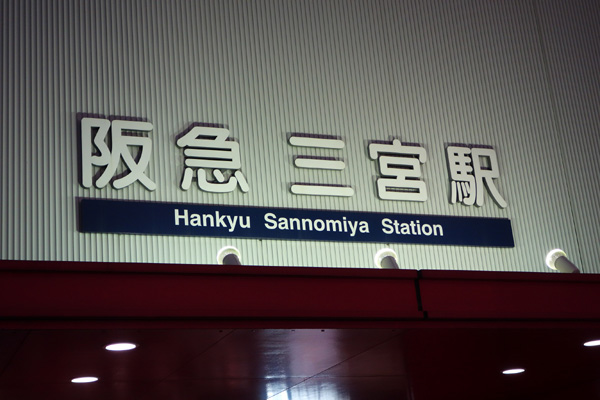 阪急 三宮駅
Hankyu Sannomiya Station